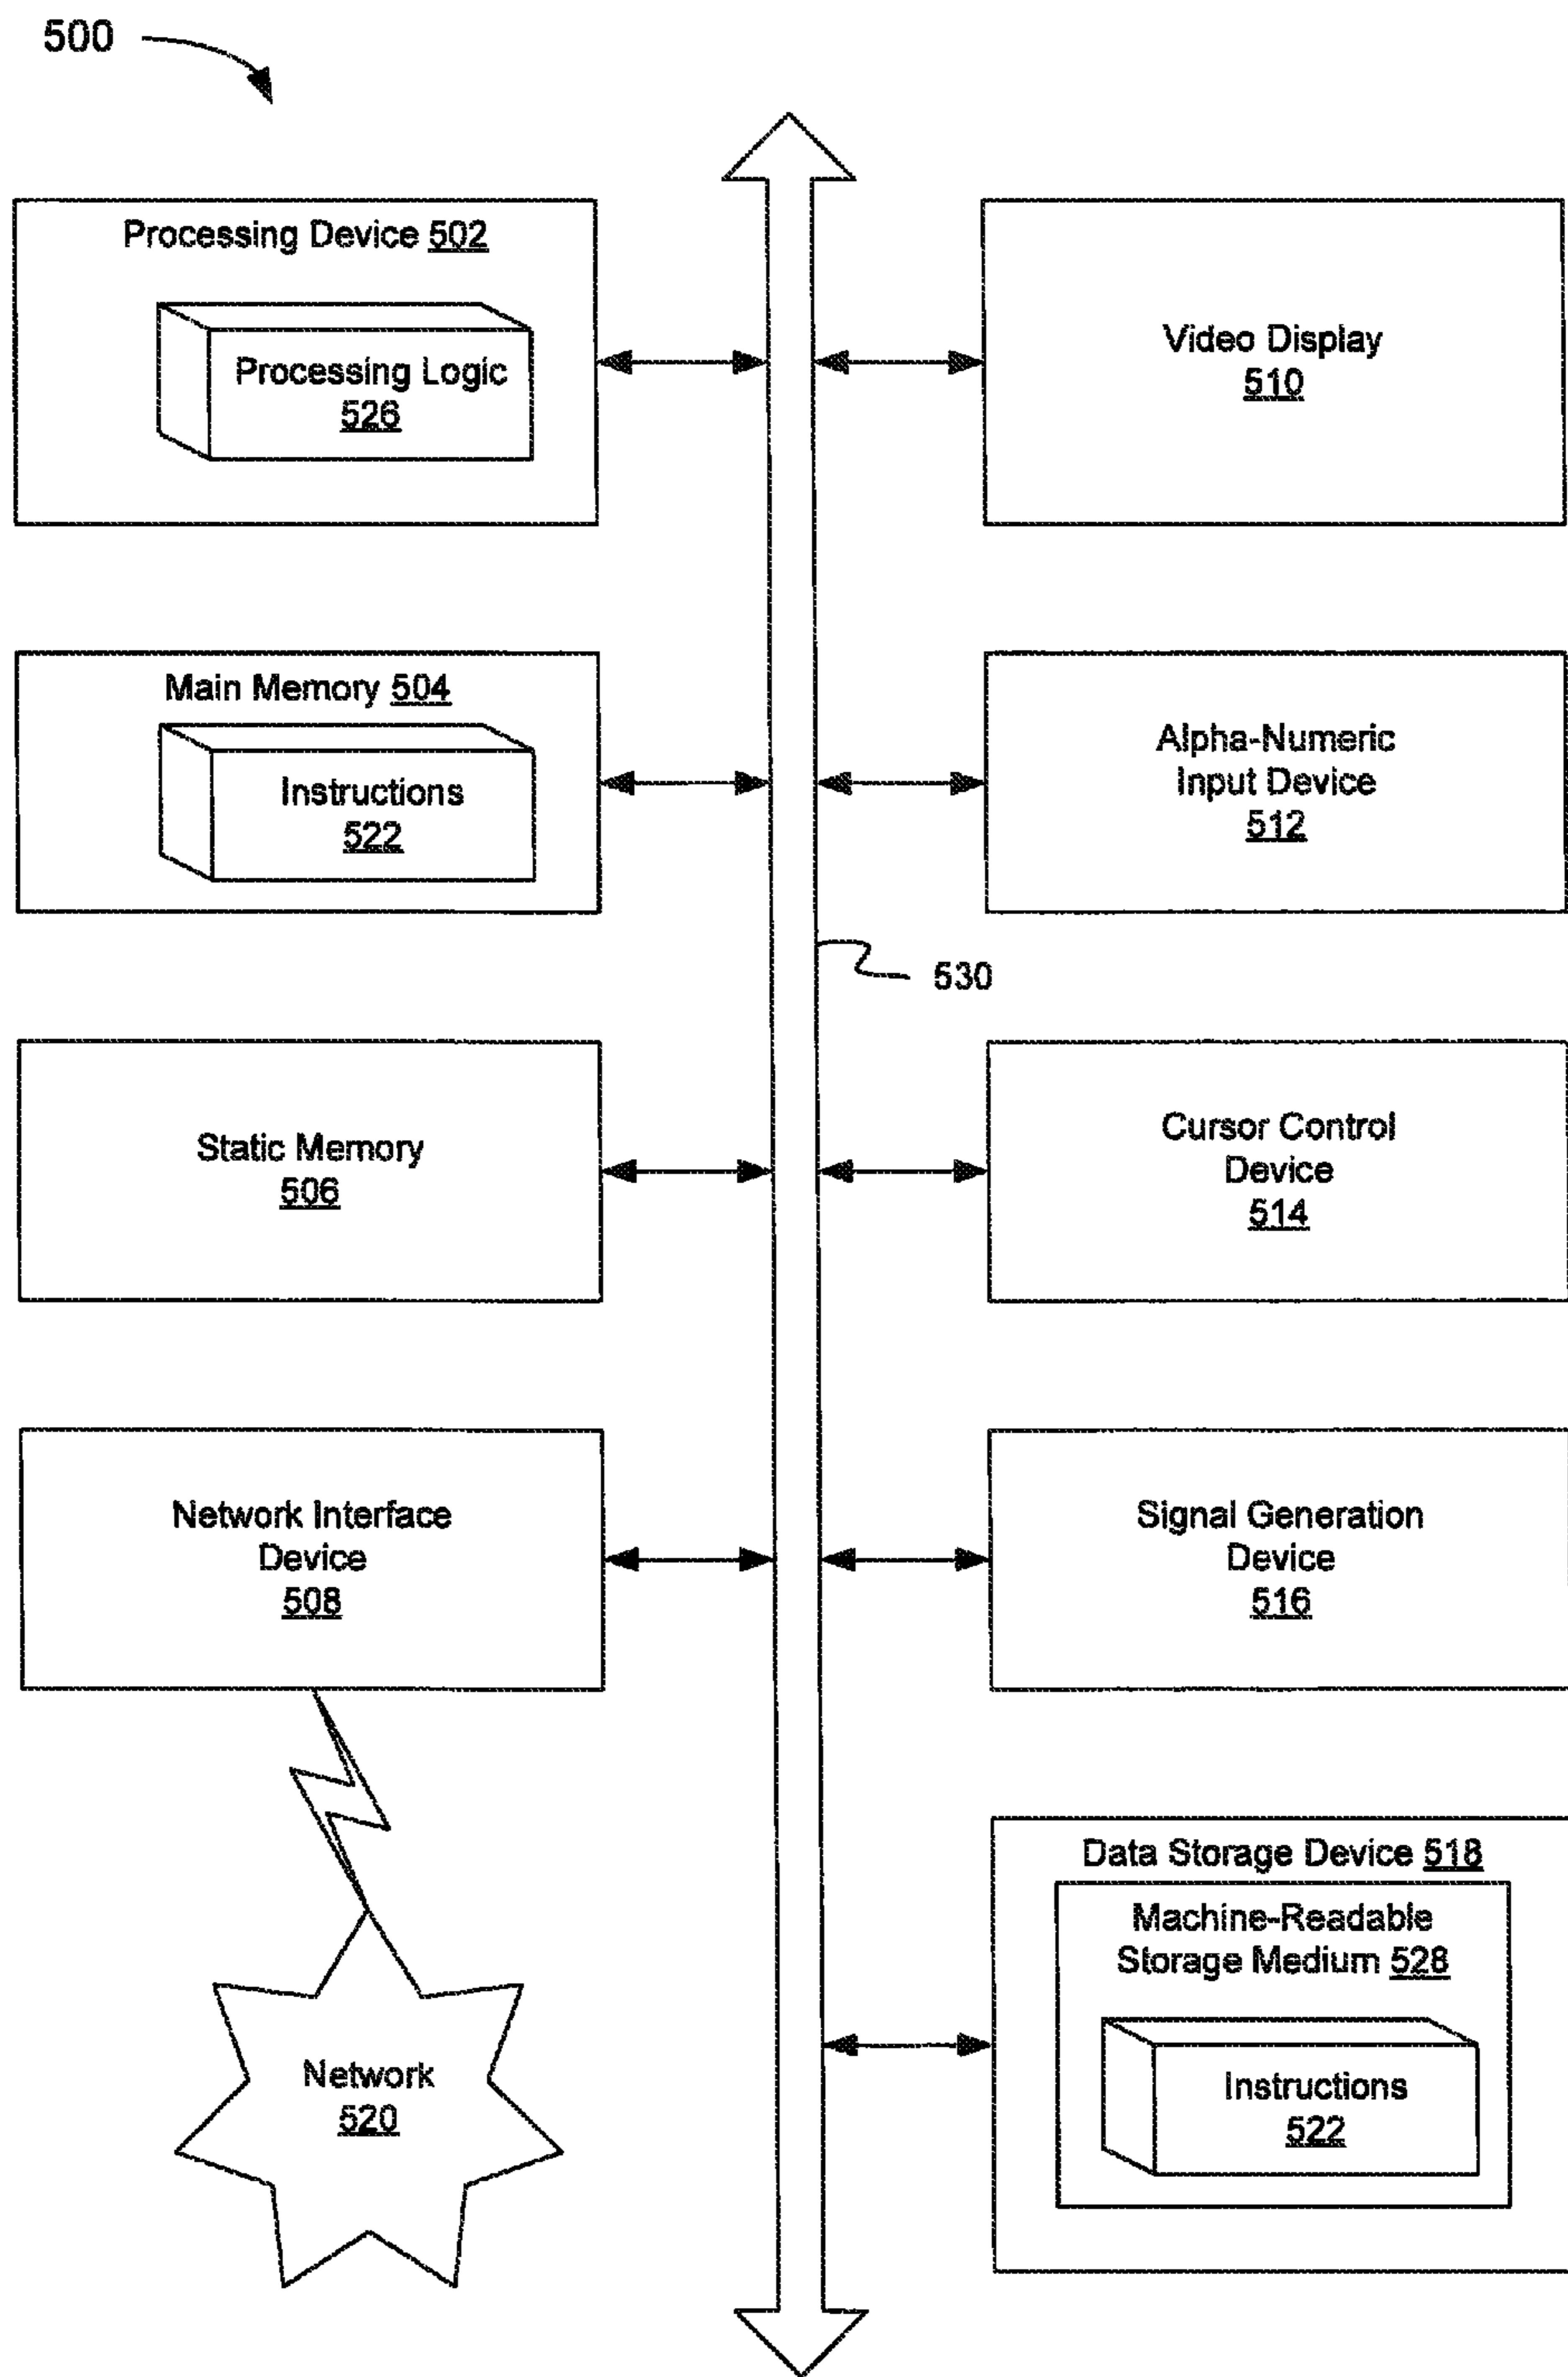 500
Processing Device 502
Processing Logic
526
Video Display
510
Main Memory 504
Instructions
522
Alpha-Numeric
Input Device
512
530
Static Memory
506
Cursor Control
Device
514
Network Interface
Device
508
Signal Generation
Device
516
Data Storage Device 518
Machine-Readable
Storage Medium 528
Instructions
522
Network
520